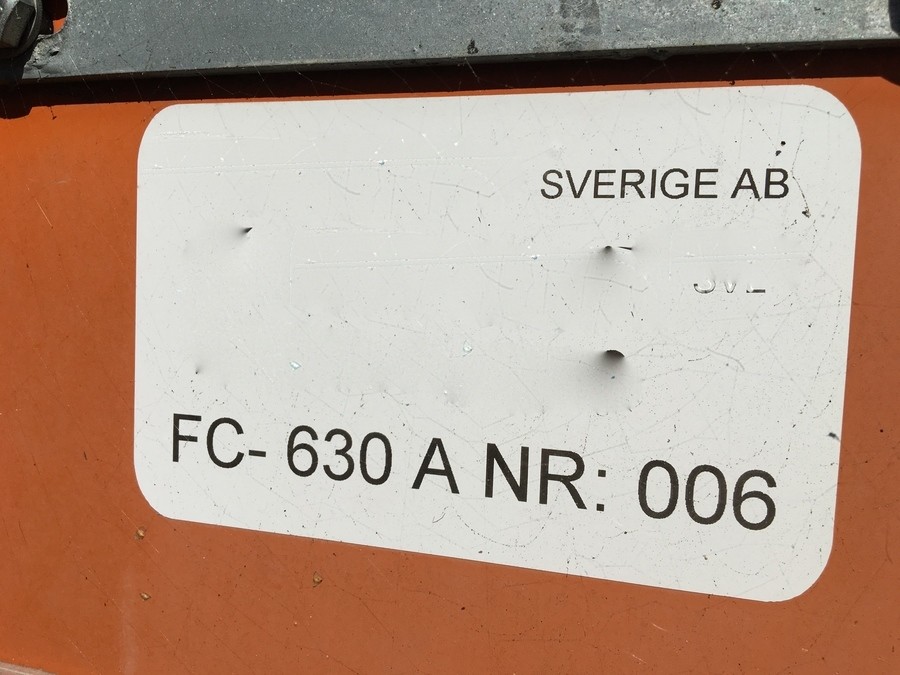 SVERIGE AB
FC- 630 A NR: 006